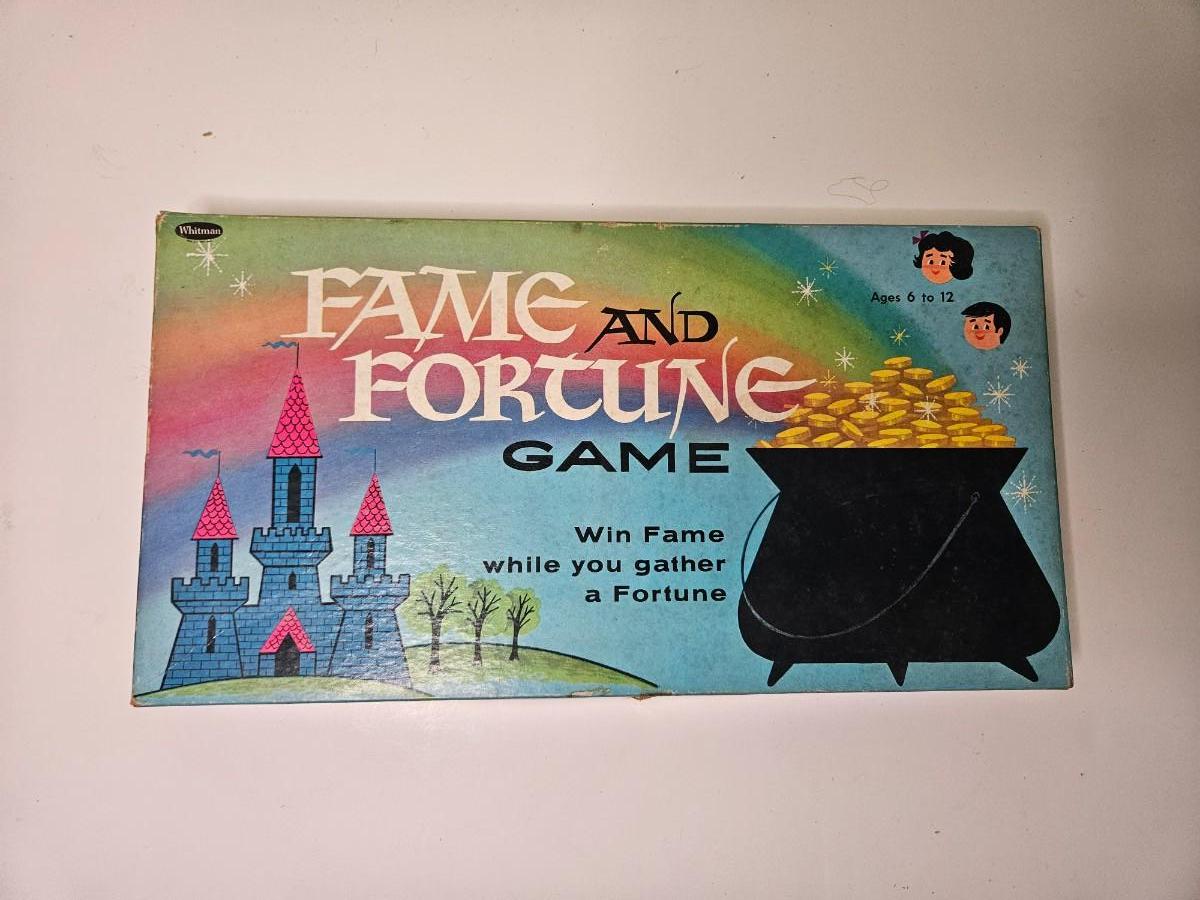 Whitman
FAME AND
FORTUNE
GAME
Ages 6 to 12
Win Fame
while you gather
a Fortune